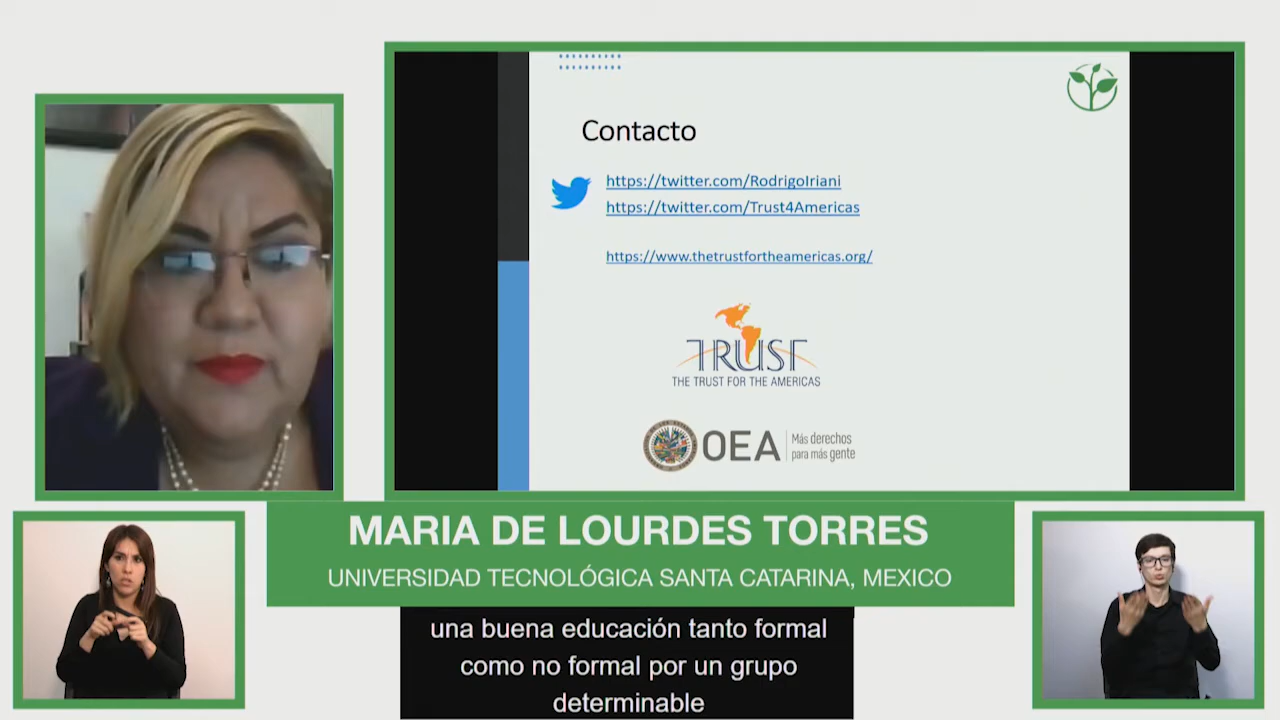 Contacto
https://twitter.com/RodrigoIriani
https://twitter.com/Trust4Americas
https://www.thetrustfortheamericas.org/
TRUST
THE TRUST FOR THE AMERICAS
OEA
Más derechos
para más gente
MARIA DE LOURDES TORRES
UNIVERSIDAD TECNOLÓGICA SANTA CATARINA, MEXICO
una buena educación tanto formal
como no formal por un grupo
determinable